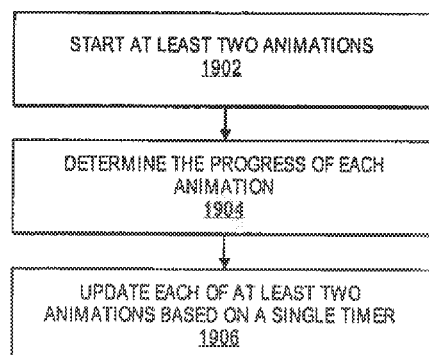 START AT LEAST TWO ANIMATIONS
1902
DETERMINE THE PROGRESS OF EACH
ANIMATION
1904
UPDATE EACH OF AT LEAST TWO
ANIMATIONS BASED ON A SINGLE TIMER
1906